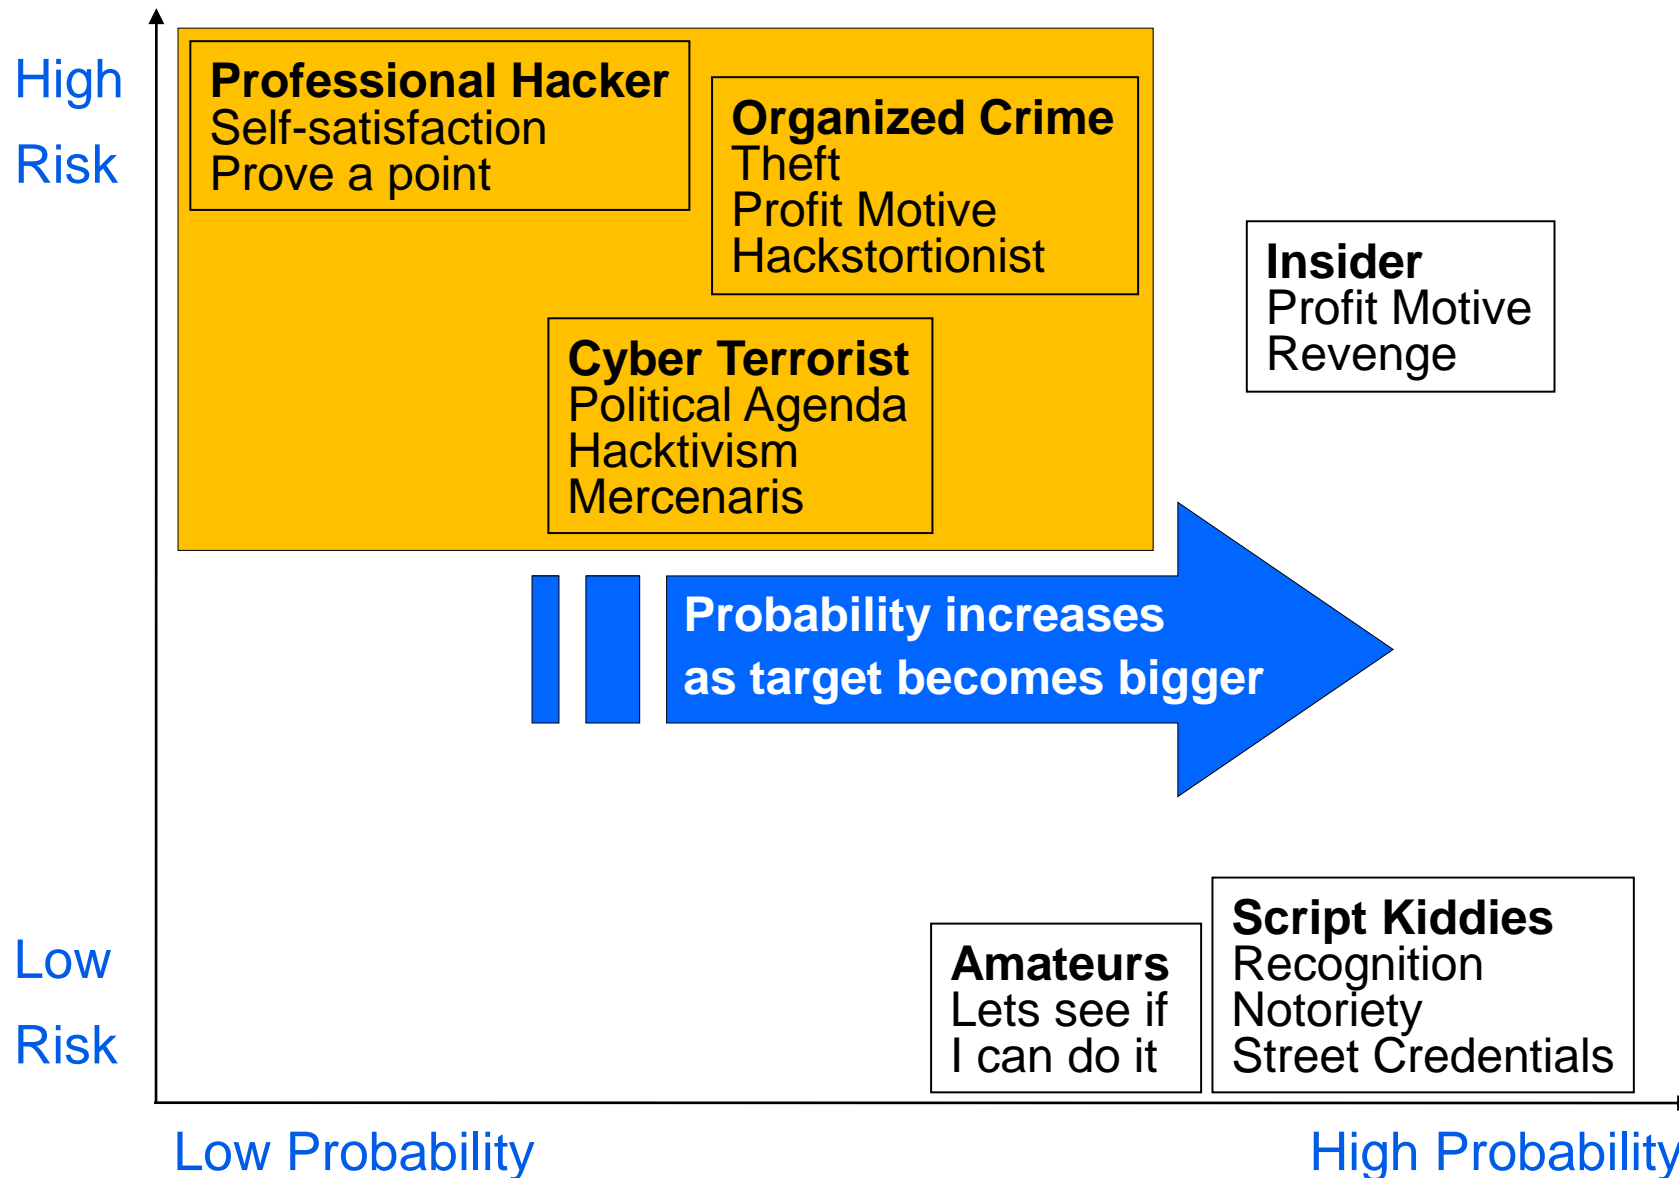 High
Risk
Professional Hacker
Self-satisfaction
Prove a point
Organized Crime
Theft
Profit Motive
Hackstortionist
Insider
Profit Motive
Revenge
Cyber Terrorist
Political Agenda
Hacktivism
Mercenaris
Probability increases
as target becomes bigger
Low
Risk
Amateurs
Lets see if
I can do it
Script Kiddies
Recognition
Notoriety
Street Credentials
Low Probability
High Probability